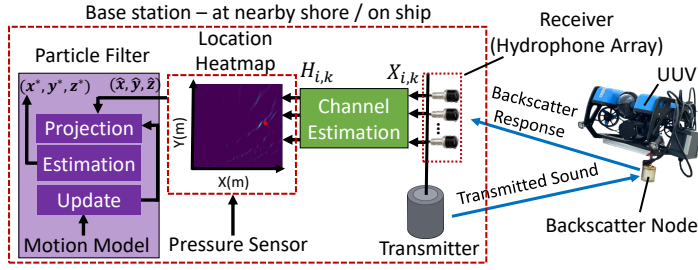 Base station – at nearby shore / on ship
Particle Filter
(x*, y*, z*)
(x̂, ŷ, ẑ)
Projection
Estimation
Update
Motion Model
Location
Heatmap
Y(m)
X(m)
Pressure Sensor
H_{i,k}
Channel
Estimation
X_{i,k}
Receiver
(Hydrophone Array)
...
Transmitter
Backscatter
Response
Transmitted Sound
UUV
Backscatter Node